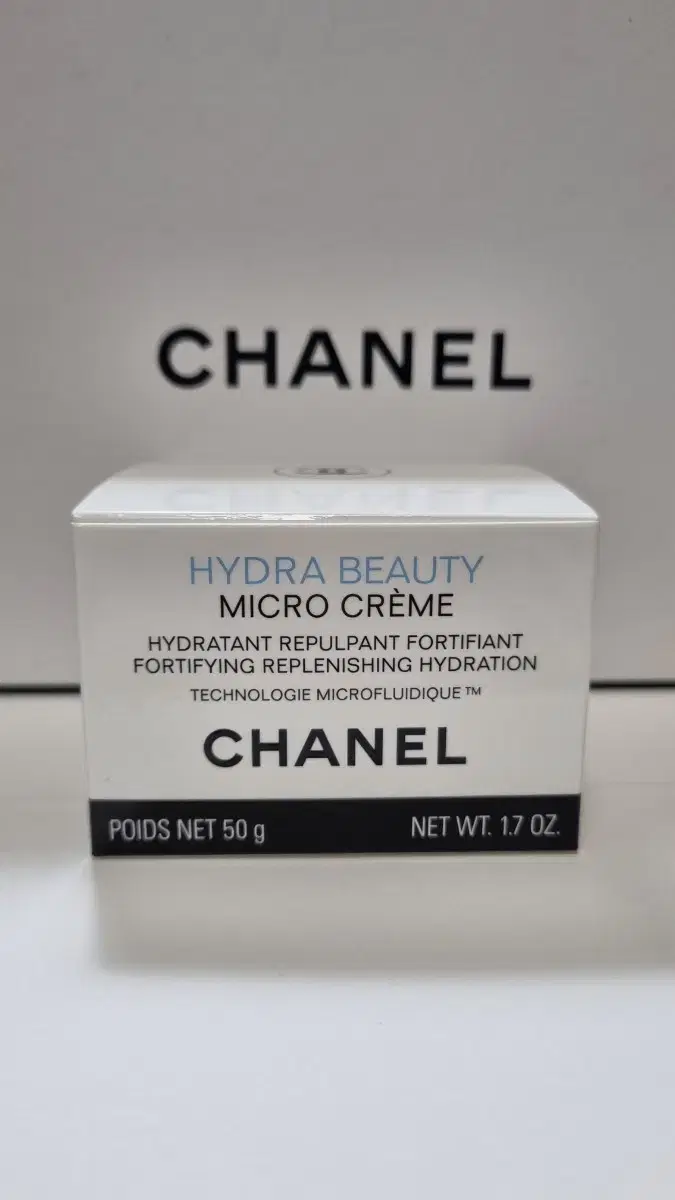 CHANEL
HYDRA BEAUTY
MICRO CRÈME
HYDRATANT REPULPANT FORTIFIANT
FORTIFYING REPLENISHING HYDRATION
TECHNOLOGIE MICROFLUIDIQUE™
CHANEL
POIDS NET 50 g NET WT. 1.7 OZ.